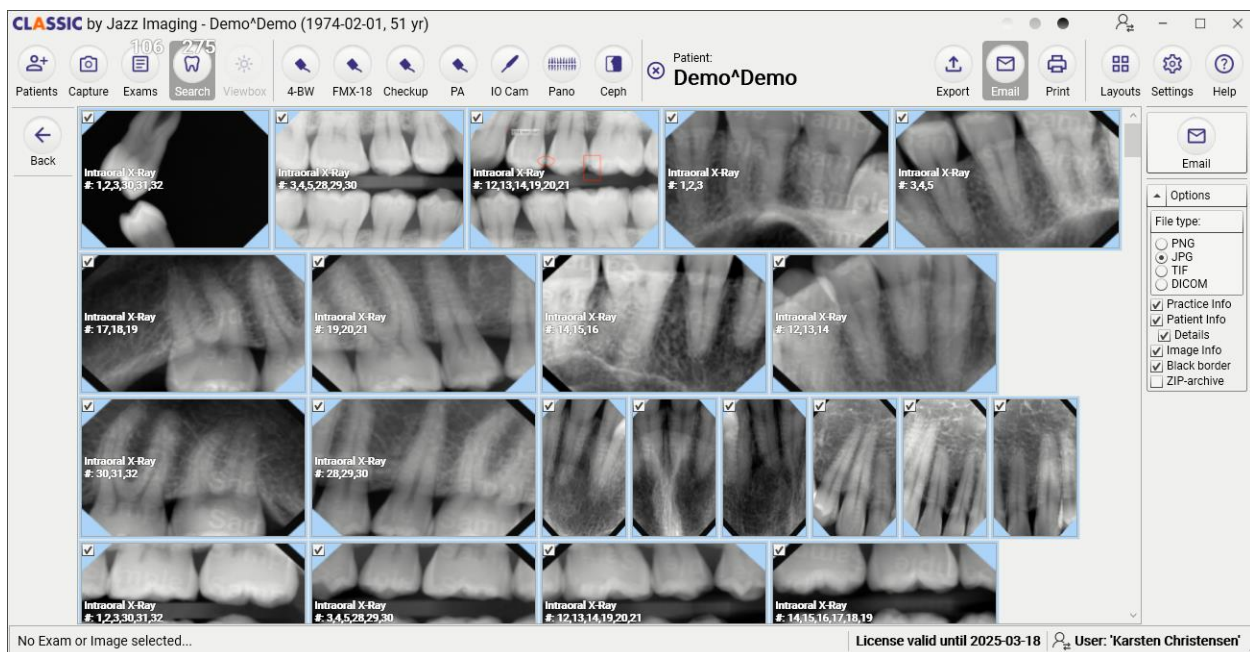 CLASSIC by Jazz Imaging - Demo^Demo (1974-02-01, 51 yr)
106
275
Patients
Capture
Exams
Search
Viewbox
4-BW
FMX-18
Checkup
PA
IO Cam
Pano
Ceph
Patient:
Demo^Demo
Export
Email
Print
Layouts
Settings
Help
Back
Intraoral X-Ray
#: 1,2,3,30,31,32
Intraoral X-Ray
#: 3,4,5,28,29,30
Intraoral X-Ray
#: 12,13,14,19,20,21
Intraoral X-Ray
#: 1,2,3
Intraoral X-Ray
#: 3,4,5
Intraoral X-Ray
#: 17,18,19
Intraoral X-Ray
#: 19,20,21
Intraoral X-Ray
#: 14,15,16
Intraoral X-Ray
#: 12,13,14
Intraoral X-Ray
#: 30,31,32
Intraoral X-Ray
#: 28,29,30
Intraoral X-Ray
#: 1,2,3,30,31,32
Intraoral X-Ray
#: 3,4,5,28,29,30
Intraoral X-Ray
#: 12,13,14,19,20,21
Intraoral X-Ray
#: 14,15,16,17,18,19
Email
Options
File type:
PNG
JPG
TIF
DICOM
Practice Info
Patient Info
Details
Image Info
Black border
ZIP-archive
No Exam or Image selected...
License valid until 2025-03-18
User: 'Karsten Christensen'